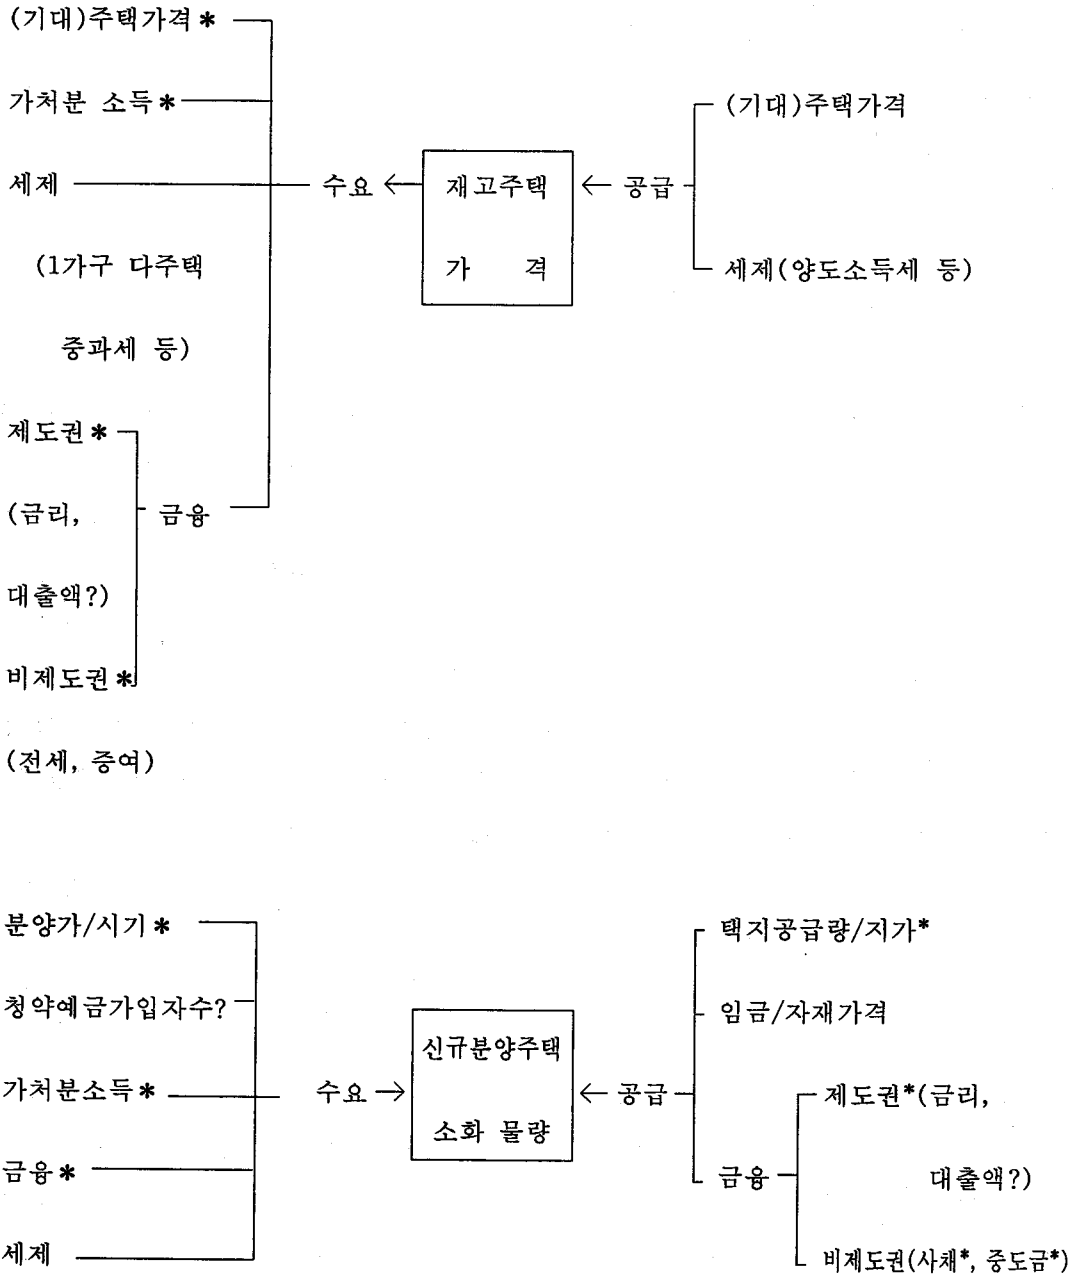 (기대)주택가격*
가처분 소득*
(기대)주택가격
세제
수요
재고주택
공급
(1가구 다주택
가 격
세제(양도소득세 등)
중과세 등)
제도권*
(금리,
금융
대출액?)
비제도권*
(전세, 증여)
분양가/시기*
택지공급량/지가*
청약예금가입자수?
임금/자재가격
신규분양주택
가처분소득*
수요
공급
제도권*(금리,
소화 물량
금융*
금융
대출액?)
세제
비제도권(사채*, 중도금*)